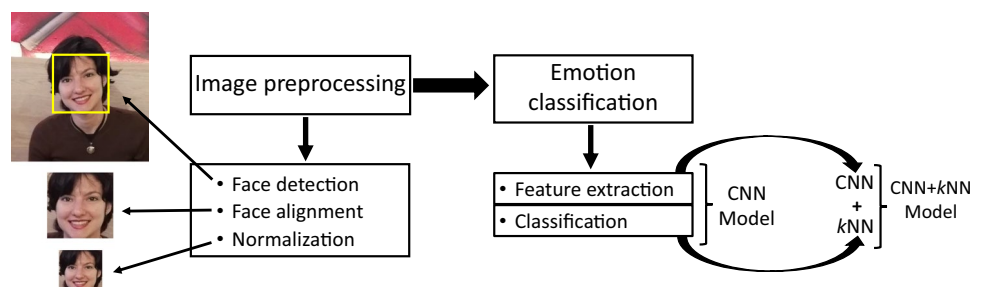 Image preprocessing
• Face detection
• Face alignment
• Normalization
Emotion
classification
• Feature extraction
• Classification
CNN
Model
CNN
+
kNN
CNN+kNN
Model